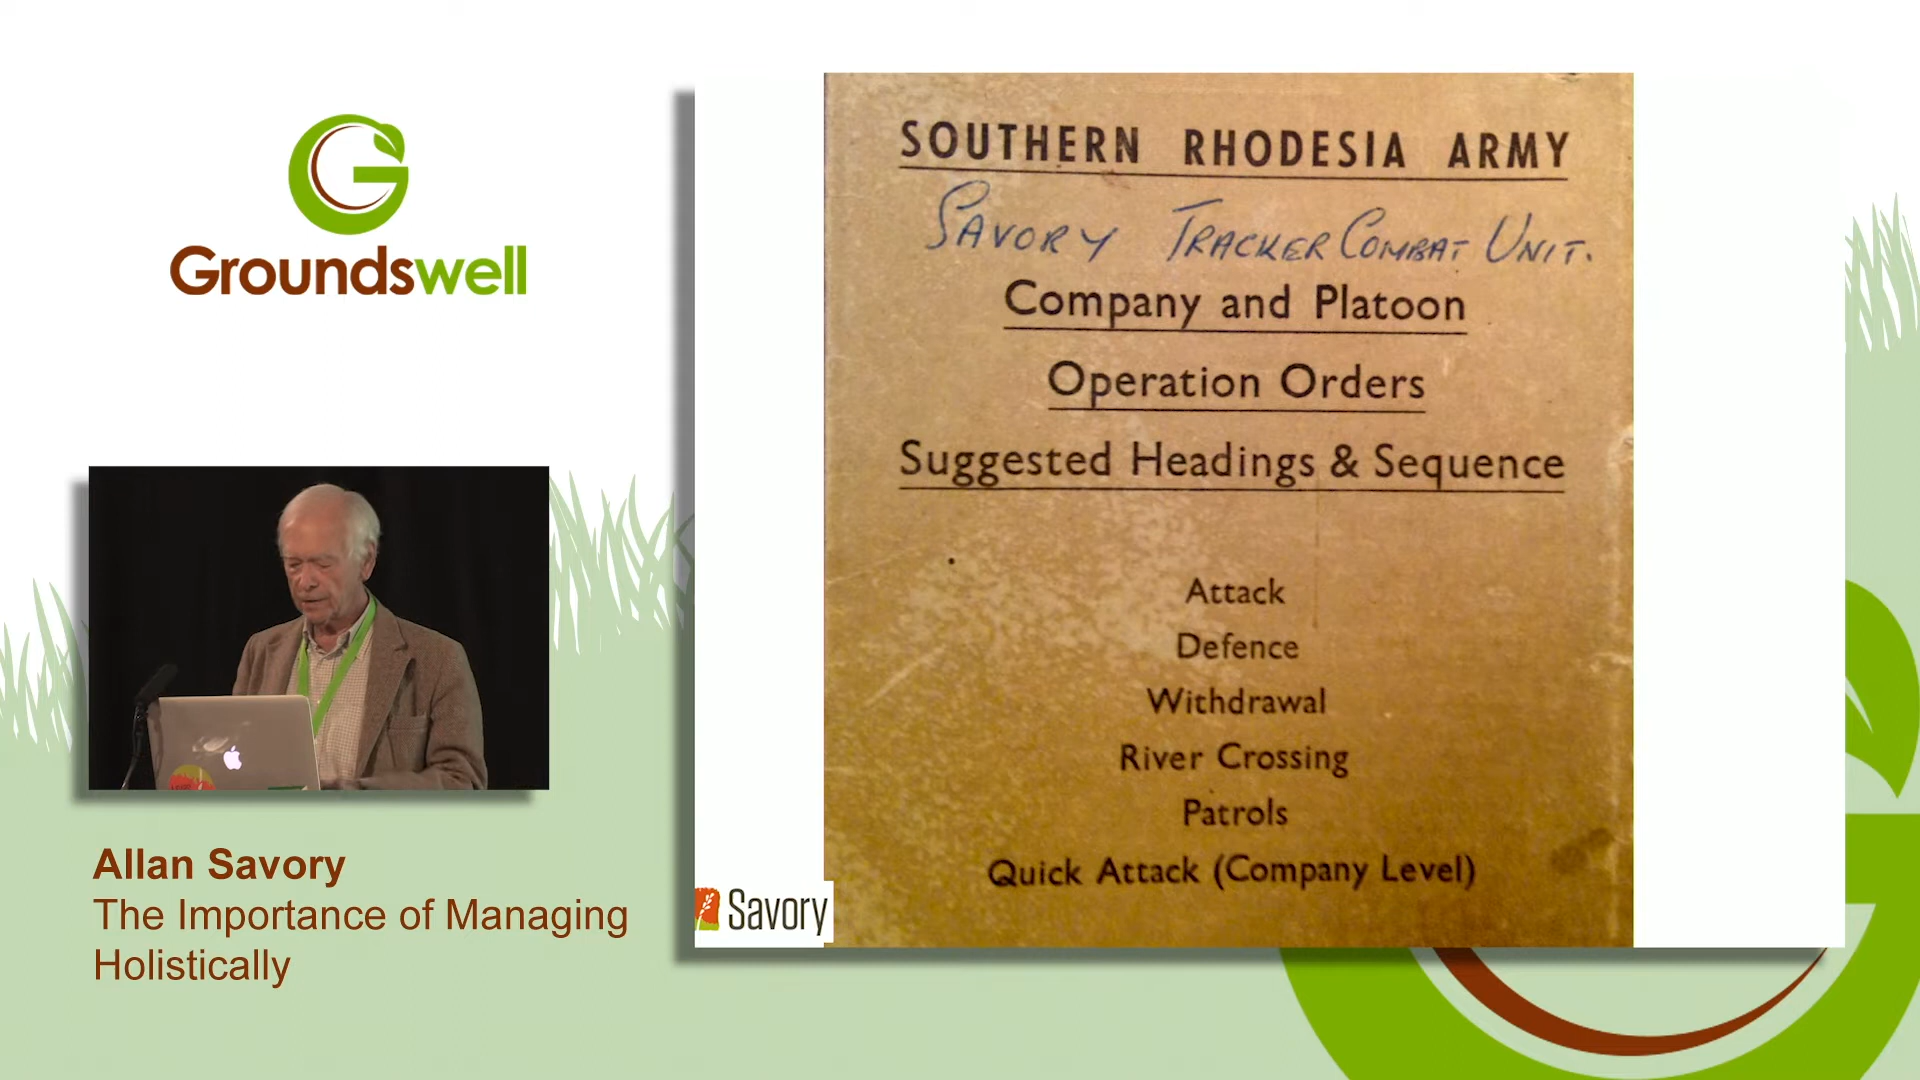 Groundswell
Allan Savory
The Importance of Managing
Holistically
SOUTHERN RHODESIA ARMY
SAVORY TRACKER COMBAT UNIT.
Company and Platoon
Operation Orders
Suggested Headings & Sequence
Attack
Defence
Withdrawal
River Crossing
Patrols
Quick Attack (Company Level)
Savory